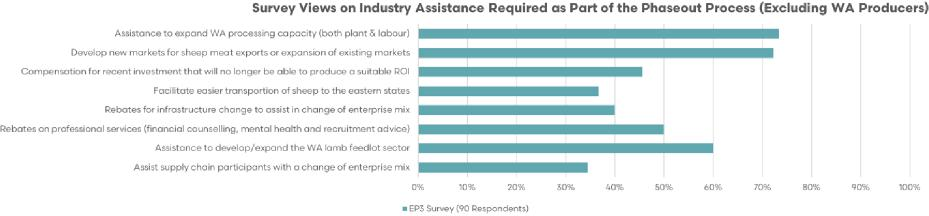 Survey Views on Industry Assistance Required as Part of the Phaseout Process (Excluding WA Producers)
Assistance to expand WA processing capacity (both plant & labour)
Develop new markets for sheep meat exports or expansion of existing markets
Compensation for recent investment that will no longer be able to produce a suitable ROI
Facilitate easier transportation of sheep to the eastern states
Rebates for infrastructure change to assist in change of enterprise mix
Rebates on professional services (financial counselling, mental health and recruitment advice)
Assistance to develop/expand the WA lamb feedlot sector
Assist supply chain participants with a change of enterprise mix
0% 10% 20% 30% 40% 50% 60% 70% 80% 90% 100%
EP3 Survey (90 Respondents)